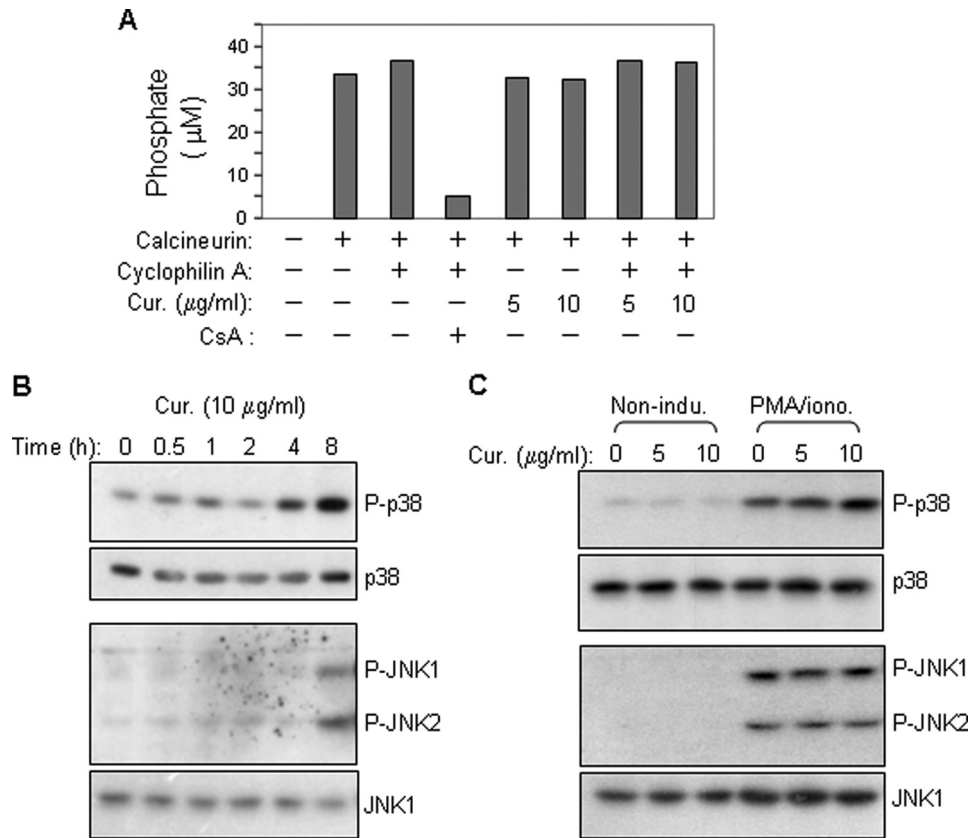 A
Phosphate
( μM)
40
30
20
10
0
Calcineurin: – + + + + + + +
Cyclophilin A: – – + + – – + +
Cur. (μg/ml): – – – – 5 10 5 10
CsA : – – – + – – – –
B
Cur. (10 μg/ml)
Time (h): 0 0.5 1 2 4 8
P-p38
p38
P-JNK1
P-JNK2
JNK1
C
Non-indu. PMA/iono.
Cur. (μg/ml): 0 5 10 0 5 10
P-p38
p38
P-JNK1
P-JNK2
JNK1